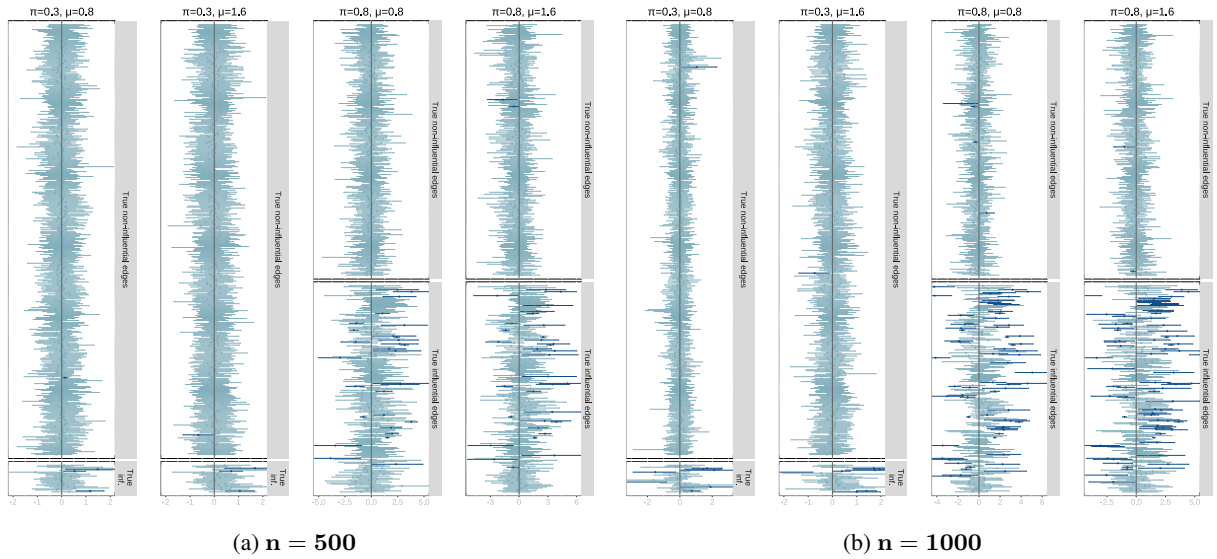 π=0.3, μ=0.8
π=0.3, μ=1.6
π=0.8, μ=0.8
π=0.8, μ=1.6
π=0.3, μ=0.8
π=0.3, μ=1.6
π=0.8, μ=0.8
π=0.8, μ=1.6
True non-influential edges
True non-influential edges
True non-influential edges
True non-influential edges
True non-influential edges
True non-influential edges
True non-influential edges
True non-influential edges
True influential edges
True influential edges
True influential edges
True influential edges
True
inf.
True
inf.
True
inf.
True
inf.
-2 -1 0 1 2
-2 -1 0 1 2
-5.0 -2.5 0.0 2.5 5.0
-5 0 5
-2 0 2
-2 -1 0 1 2
-4 -2 0 2 4 6
-2.5 0.0 2.5 5.0
(a) n = 500
(b) n = 1000